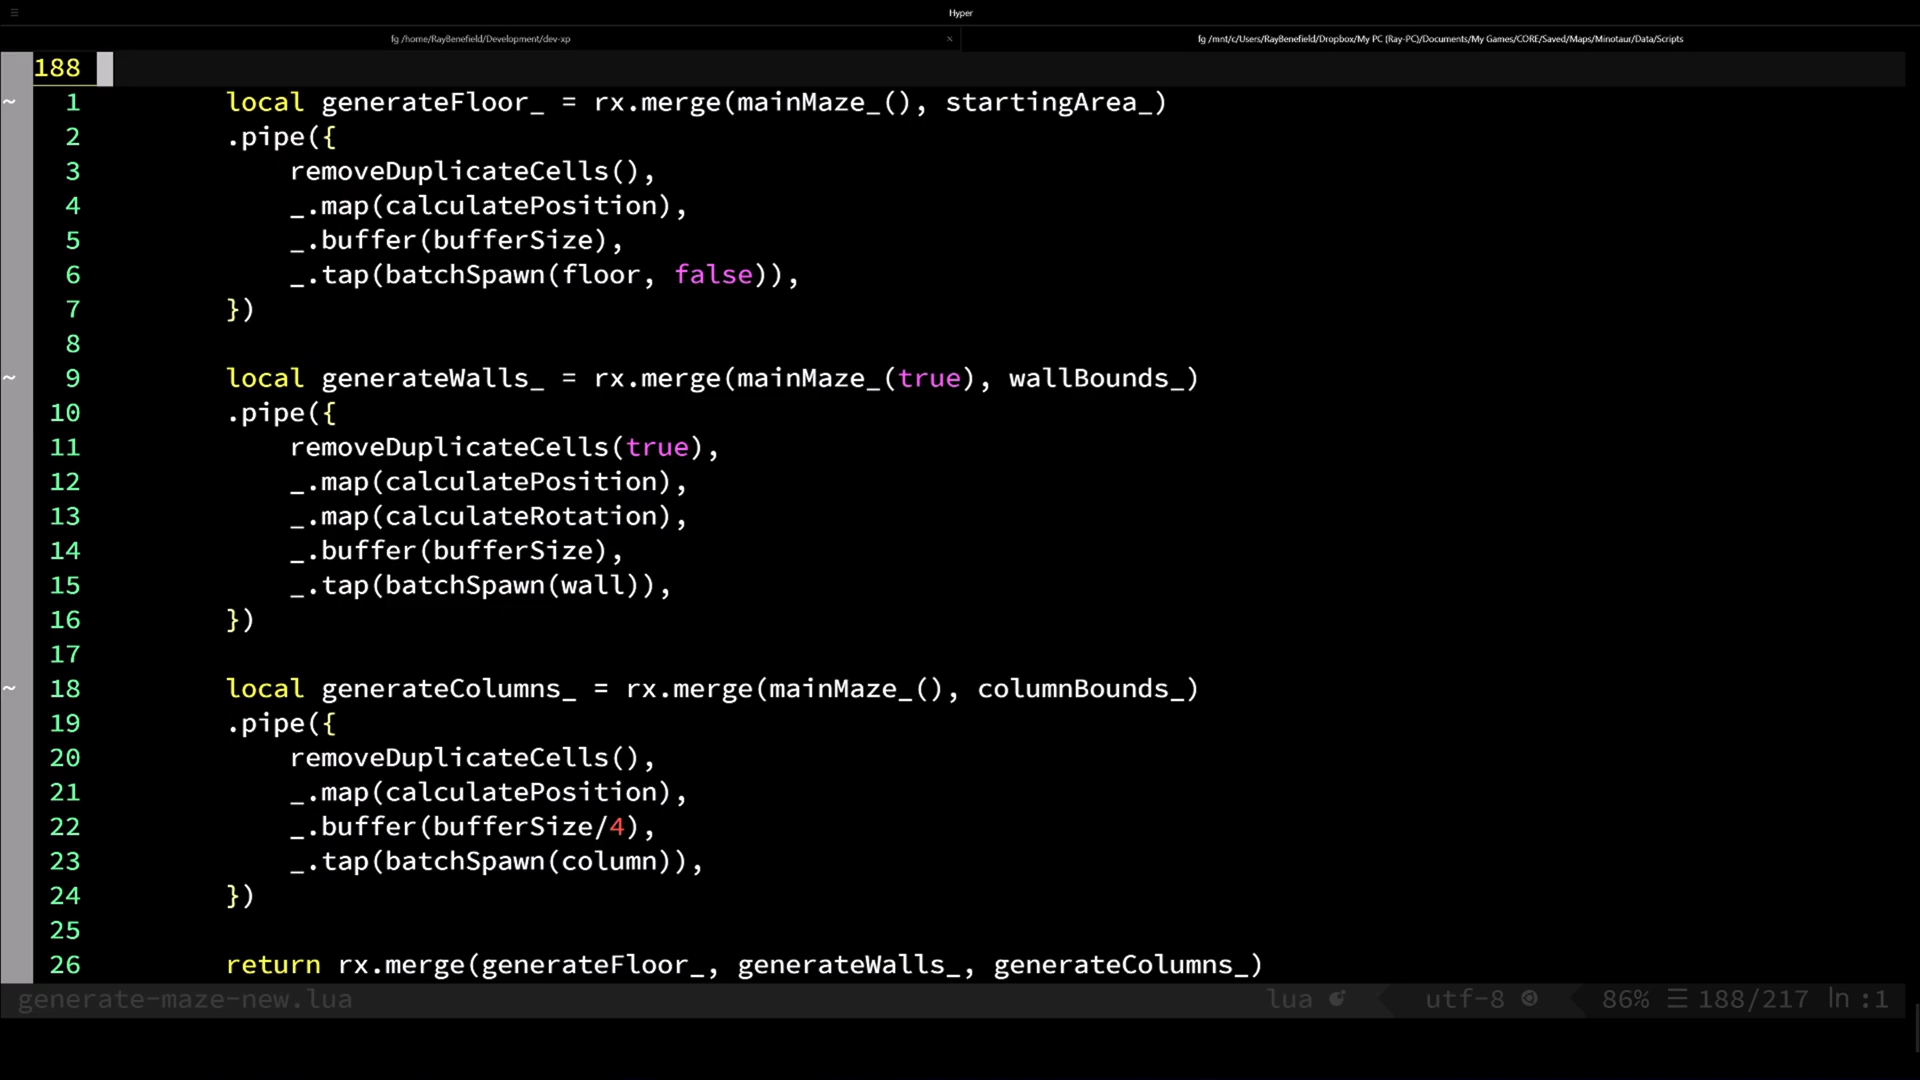 Hyper
fg /home/RayBenefield/Development/dev-xp
fg /mnt/c/Users/RayBenefield/Dropbox/My PC (Ray-PC)/Documents/My Games/CORE/Saved/Maps/Minotaur/Data/Scripts
188
~ 1 local generateFloor_ = rx.merge(mainMaze_(), startingArea_)
2 .pipe({
3 removeDuplicateCells(),
4 _.map(calculatePosition),
5 _.buffer(bufferSize),
6 _.tap(batchSpawn(floor, false)),
7 })
8
~ 9 local generateWalls_ = rx.merge(mainMaze_(true), wallBounds_)
10 .pipe({
11 removeDuplicateCells(true),
12 _.map(calculatePosition),
13 _.map(calculateRotation),
14 _.buffer(bufferSize),
15 _.tap(batchSpawn(wall)),
16 })
17
~ 18 local generateColumns_ = rx.merge(mainMaze_(), columnBounds_)
19 .pipe({
20 removeDuplicateCells(),
21 _.map(calculatePosition),
22 _.buffer(bufferSize/4),
23 _.tap(batchSpawn(column)),
24 })
25
26 return rx.merge(generateFloor_, generateWalls_, generateColumns_)
generate-maze-new.lua lua utf-8 86% ☰ 188/217 ln :1